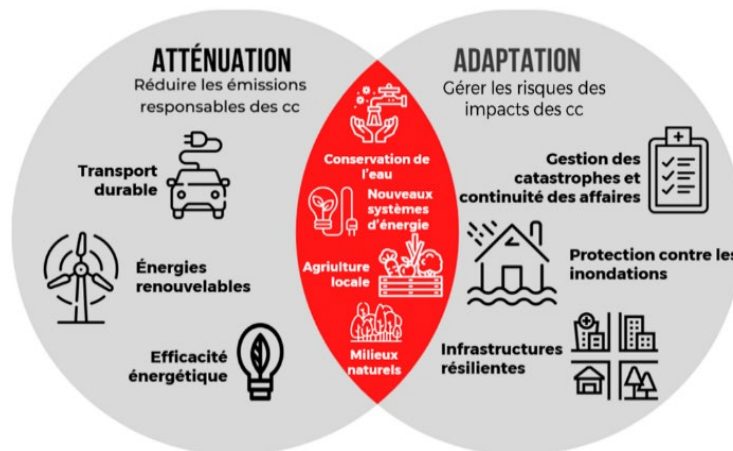 ATTÉNUATION
Réduire les émissions
responsables des cc
Transport
durable
Énergies
renouvelables
Efficacité
énergétique
Conservation de
l'eau
Nouveaux
systèmes
d'énergie
Agriulture
locale
Milieux
naturels
ADAPTATION
Gérer les risques des
impacts des cc
Gestion des
catastrophes et
continuité des affaires
Protection contre les
inondations
Infrastructures
résilientes